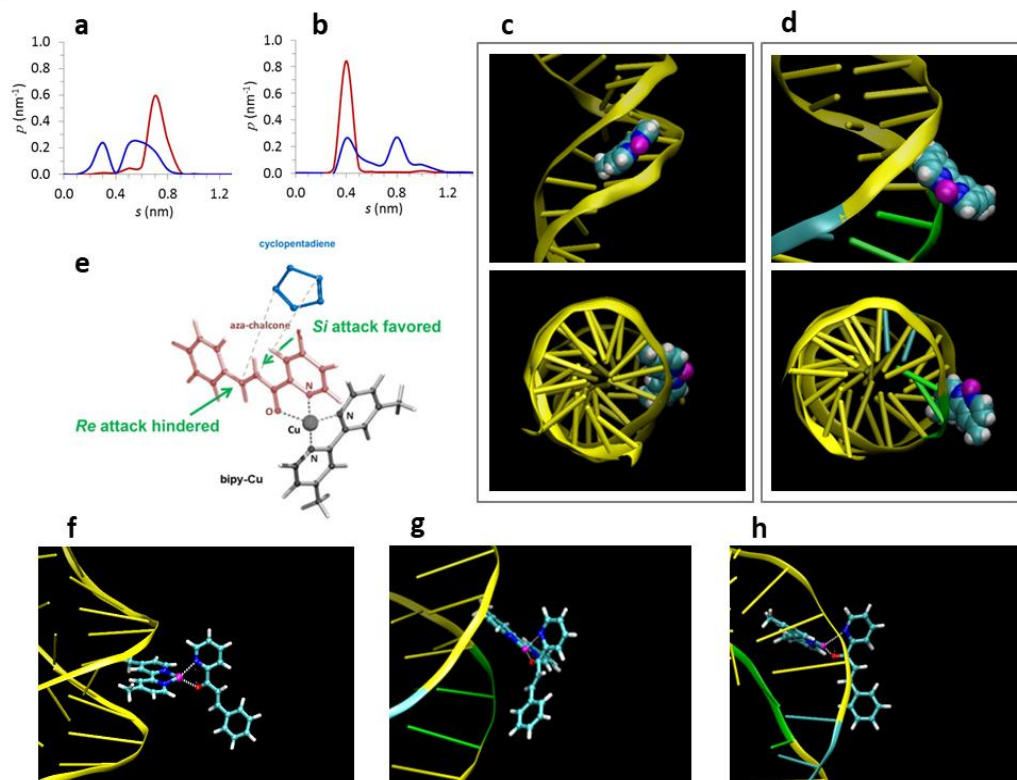 a
b
c
d
1.0
0.8
0.6
0.4
0.2
0.0
p (nm⁻¹)
0.0
0.4
0.8
1.2
s (nm)
1.0
0.8
0.6
0.4
0.2
0.0
p (nm⁻¹)
0.0
0.4
0.8
1.2
s (nm)
e
cyclopentadiene
aza-chalcone
Si attack favored
Re attack hindered
N
O
Cu
N
N
bipy-Cu
f
g
h